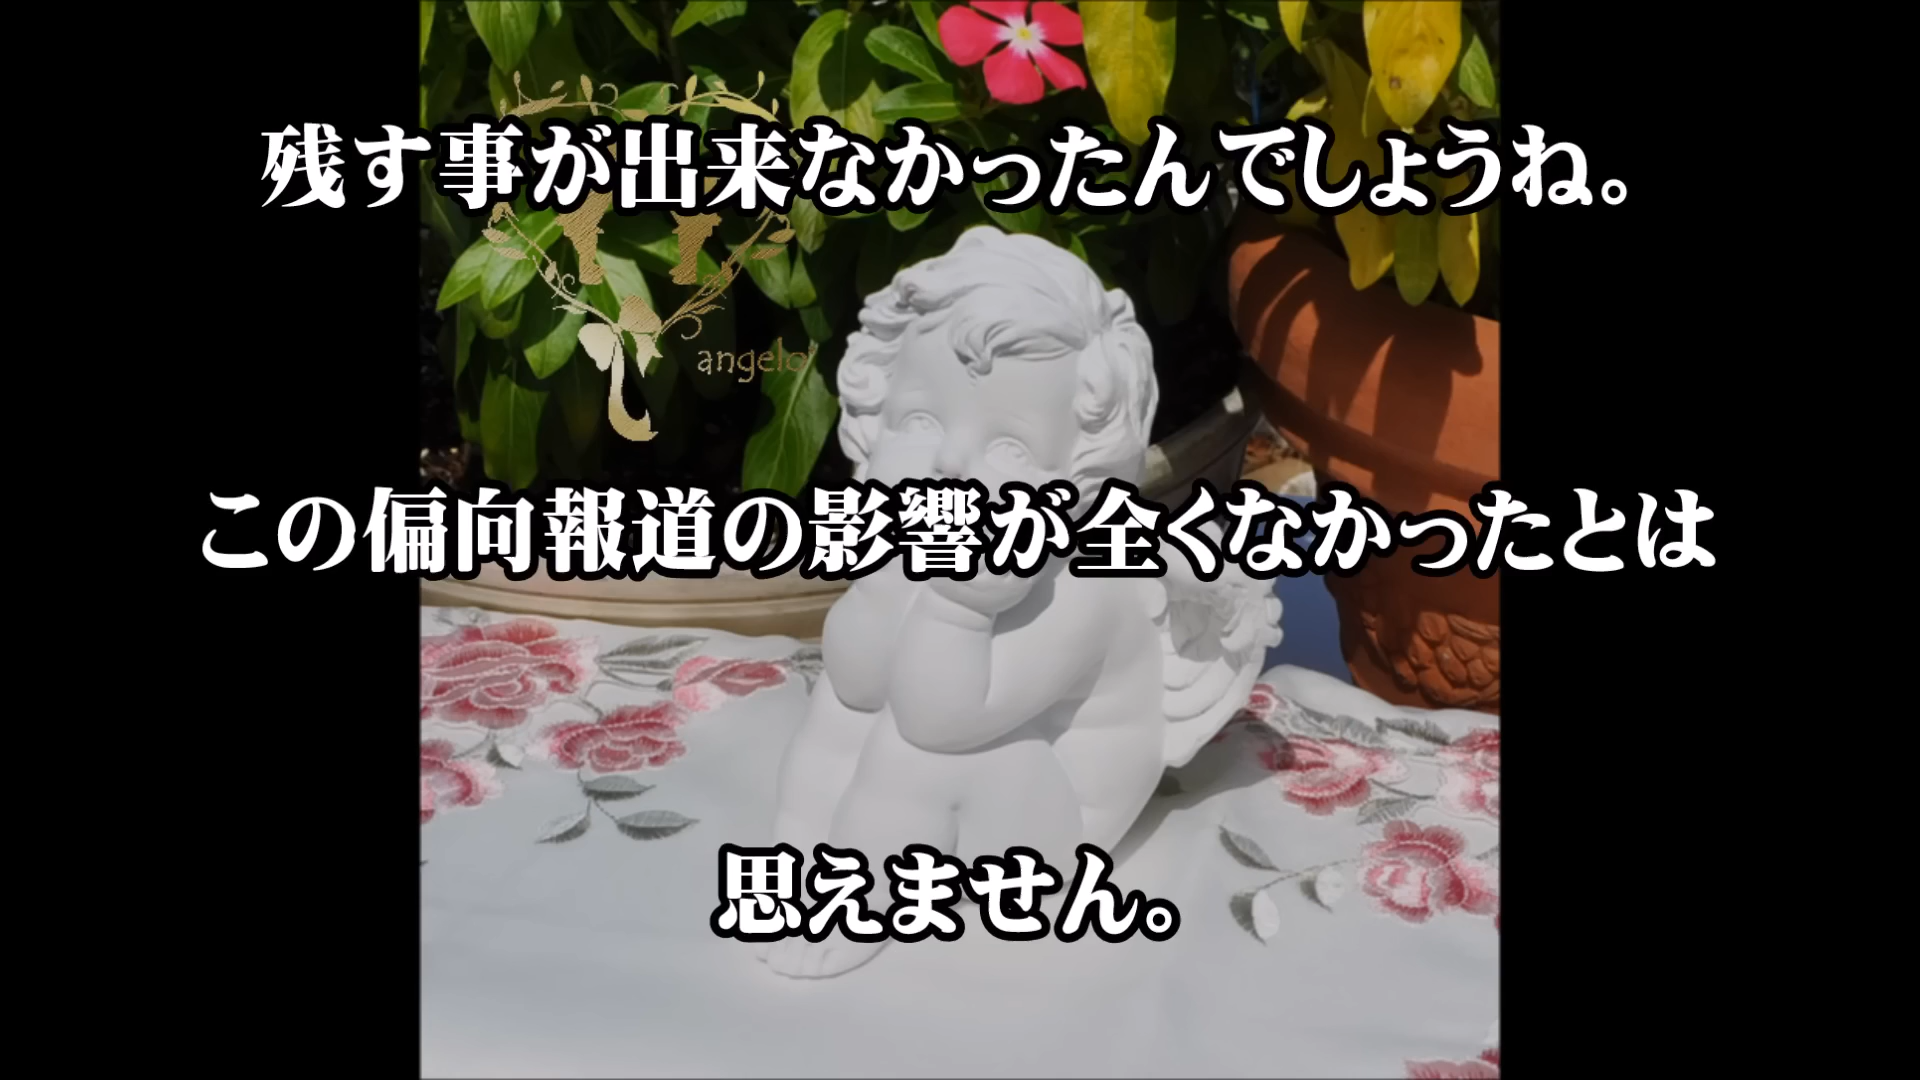 残す事が出来なかったんでしょうね。
angelo
この偏向報道の影響が全くなかったとは
思えません。